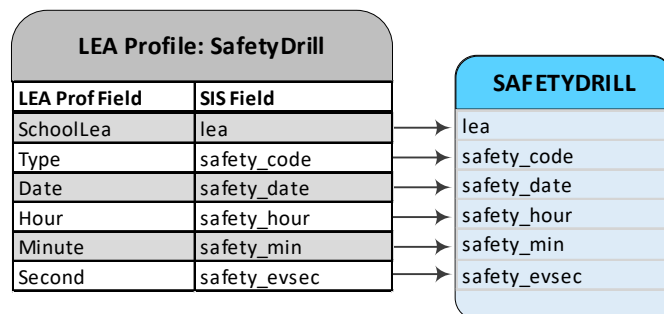 LEA Profile: SafetyDrill
LEA Prof Field SIS Field
SchoolLea lea
Type safety_code
Date safety_date
Hour safety_hour
Minute safety_min
Second safety_evsec
SAFETYDRILL
lea
safety_code
safety_date
safety_hour
safety_min
safety_evsec